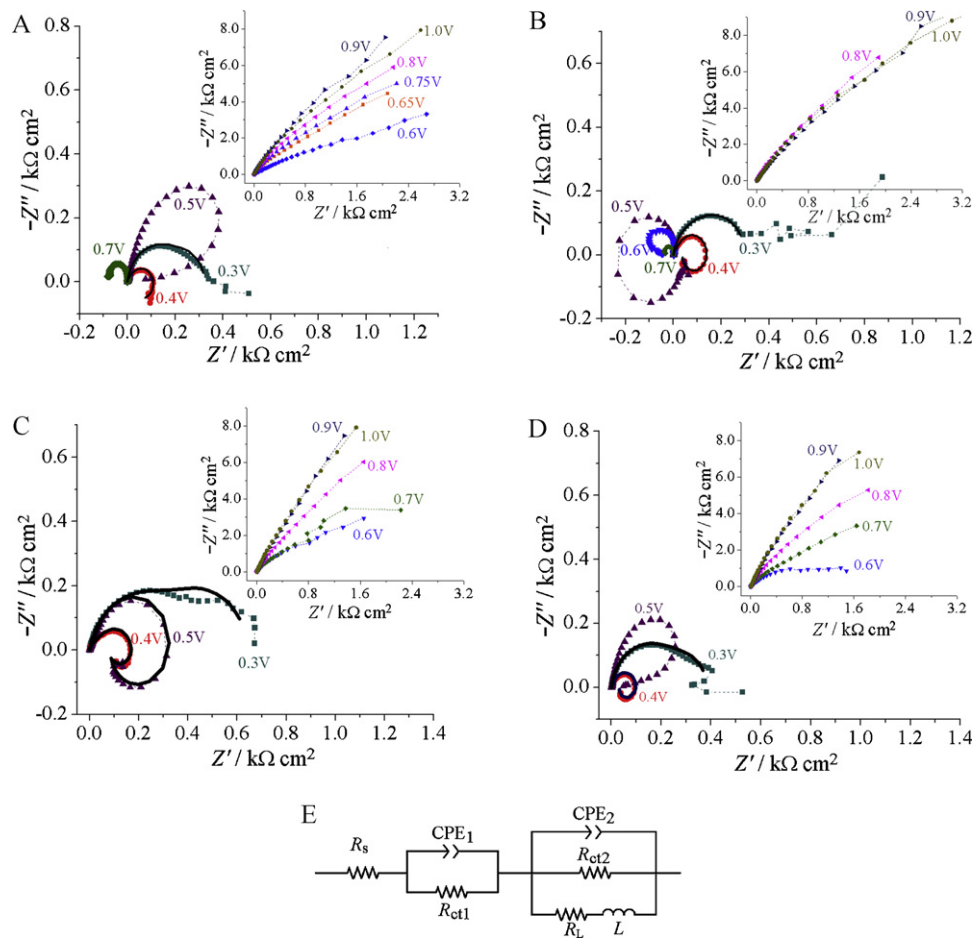 A
0.8
0.6
0.4
0.2
0.0
-Z″ / kΩ cm²
-0.2 0.0 0.2 0.4 0.6 0.8 1.0 1.2
Z′ / kΩ cm²
0.5V
0.7V
0.3V
0.4V
8.0
6.0
4.0
2.0
0.0
-Z″ / kΩ cm²
0.0 0.8 1.6 2.4 3.2
Z′ / kΩ cm²
0.9V
1.0V
0.8V
0.75V
0.65V
0.6V
B
0.8
0.6
0.4
0.2
0.0
-0.2
-Z″ / kΩ cm²
-0.2 0.0 0.2 0.4 0.6 0.8 1.0 1.2
Z′ / kΩ cm²
0.5V
0.6V
0.7V
0.3V
0.4V
8.0
6.0
4.0
2.0
0.0
-Z″ / kΩ cm²
0.0 0.8 1.6 2.4 3.2
Z′ / kΩ cm²
0.9V
1.0V
0.8V
C
0.6
0.4
0.2
0.0
-0.2
-Z″ / kΩ cm²
0.0 0.2 0.4 0.6 0.8 1.0 1.2 1.4
Z′ / kΩ cm²
0.4V
0.5V
0.3V
8.0
6.0
4.0
2.0
0.0
-Z″ / kΩ cm²
0.0 0.8 1.6 2.4 3.2
Z′ / kΩ cm²
0.9V
1.0V
0.8V
0.7V
0.6V
D
0.8
0.6
0.4
0.2
0.0
-Z″ / kΩ cm²
0.0 0.2 0.4 0.6 0.8 1.0 1.2 1.4
Z′ / kΩ cm²
0.5V
0.3V
0.4V
8.0
6.0
4.0
2.0
0.0
-Z″ / kΩ cm²
0.0 0.8 1.6 2.4 3.2
Z′ / kΩ cm²
0.9V
1.0V
0.8V
0.7V
0.6V
E
Rs
CPE1
Rct1
CPE2
Rct2
RL
L